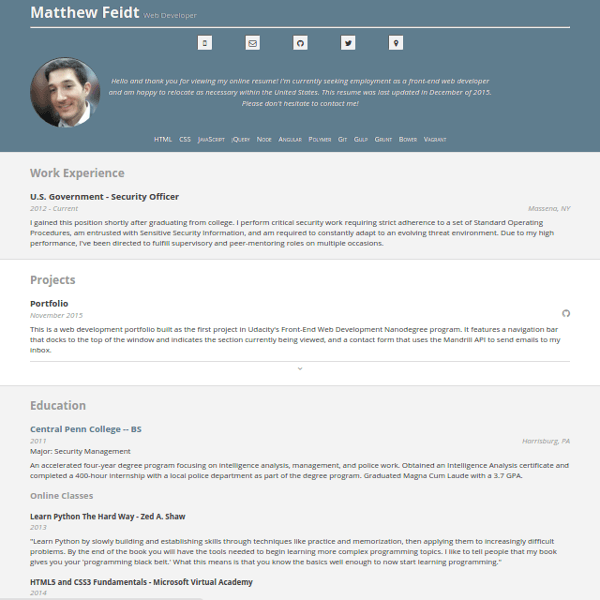 Matthew Feidt Web Developer
Hello and thank you for viewing my online resume! I'm currently seeking employment as a front-end web developer
and am happy to relocate as necessary within the United States. This resume was last updated in December of 2015.
Please don't hesitate to contact me!
HTML CSS JavaScript jQuery Node Angular Polymer Git Gulp Grunt Bower Vagrant
Work Experience
U.S. Government - Security Officer
2012 - Current Massena, NY
I gained this position shortly after graduating from college. I perform critical security work requiring strict adherence to a set of Standard Operating
Procedures, am entrusted with Sensitive Security Information, and am required to constantly adapt to an evolving threat environment. Due to my high
performance, I've been directed to fulfill supervisory and peer-mentoring roles on multiple occasions.
Projects
Portfolio
November 2015
This is a web development portfolio built as the first project in Udacity's Front-End Web Development Nanodegree program. It features a navigation bar
that docks to the top of the window and indicates the section currently being viewed, and a contact form that uses the Mandrill API to send emails to my
inbox.
Education
Central Penn College -- BS
2011 Harrisburg, PA
Major: Security Management
An accelerated four-year degree program focusing on intelligence analysis, management, and police work. Obtained an Intelligence Analysis certificate and
completed a 400-hour internship with a local police department as part of the degree program. Graduated Magna Cum Laude with a 3.7 GPA.
Online Classes
Learn Python The Hard Way - Zed A. Shaw
2013
"Learn Python by slowly building and establishing skills through techniques like practice and memorization, then applying them to increasingly difficult
problems. By the end of the book you will have the tools needed to begin learning more complex programming topics. I like to tell people that my book
gives you your 'programming black belt.' What this means is that you know the basics well enough to now start learning programming."
HTML5 and CSS3 Fundamentals - Microsoft Virtual Academy
2014